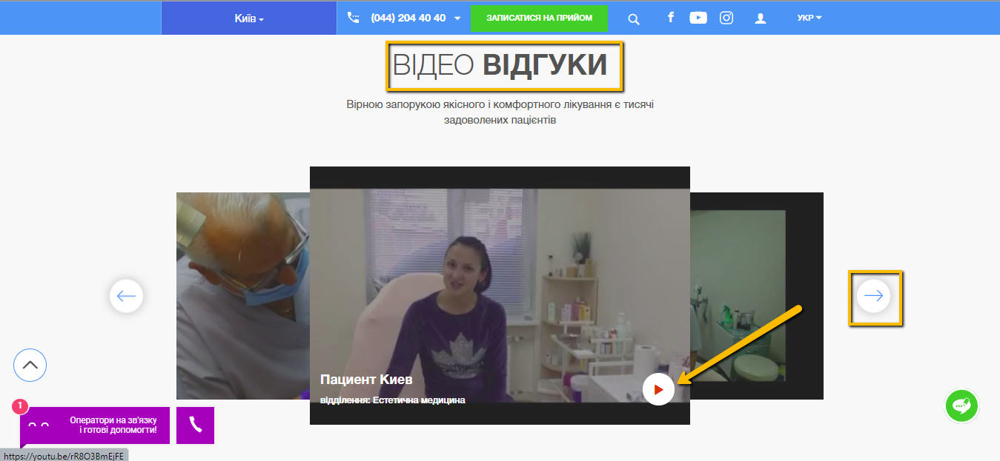 Київ
(044) 204 40 40
ЗАПИСАТИСЯ НА ПРИЙОМ
УКР
ВІДЕО ВІДГУКИ
Вірною запорукою якісного і комфортного лікування є тисячі
задоволених пацієнтів
Пациент Киев
відділення: Естетична медицина
1
Оператори на зв'язку
і готові допомогти!
https://youtu.be/rR8O3BmEjFE